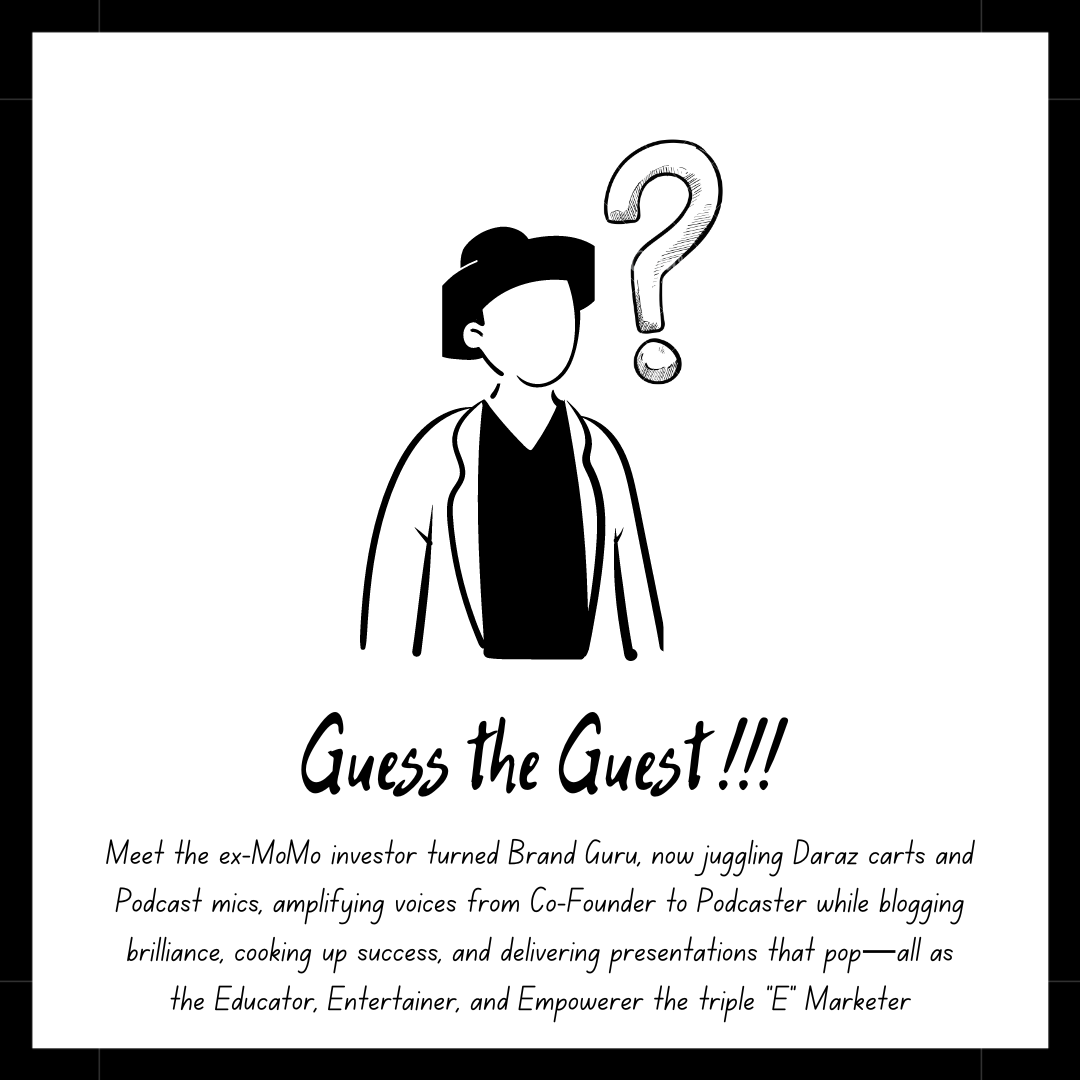 Guess the Guest !!!
Meet the ex-MoMo investor turned Brand Guru, now juggling Daraz carts and
Podcast mics, amplifying voices from Co-Founder to Podcaster while blogging
brilliance, cooking up success, and delivering presentations that pop—all as
the Educator, Entertainer, and Empowerer the triple "E" Marketer